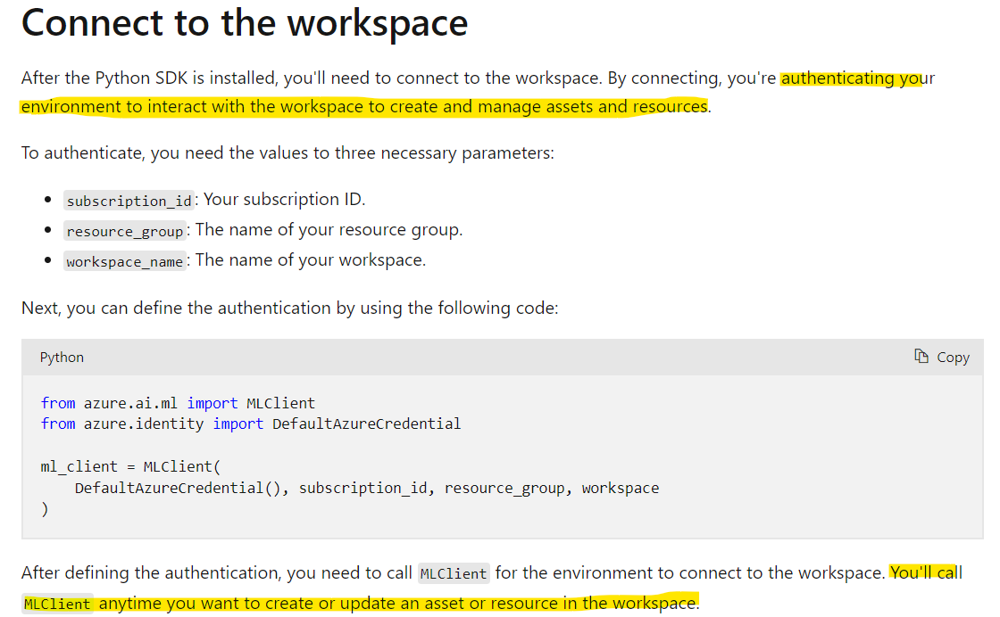 Connect to the workspace
After the Python SDK is installed, you'll need to connect to the workspace. By connecting, you're authenticating your
environment to interact with the workspace to create and manage assets and resources.
To authenticate, you need the values to three necessary parameters:
• subscription_id: Your subscription ID.
• resource_group: The name of your resource group.
• workspace_name: The name of your workspace.
Next, you can define the authentication by using the following code:
Python Copy
from azure.ai.ml import MLClient
from azure.identity import DefaultAzureCredential
ml_client = MLClient(
    DefaultAzureCredential(), subscription_id, resource_group, workspace
)
After defining the authentication, you need to call MLClient for the environment to connect to the workspace. You'll call
MLClient anytime you want to create or update an asset or resource in the workspace.